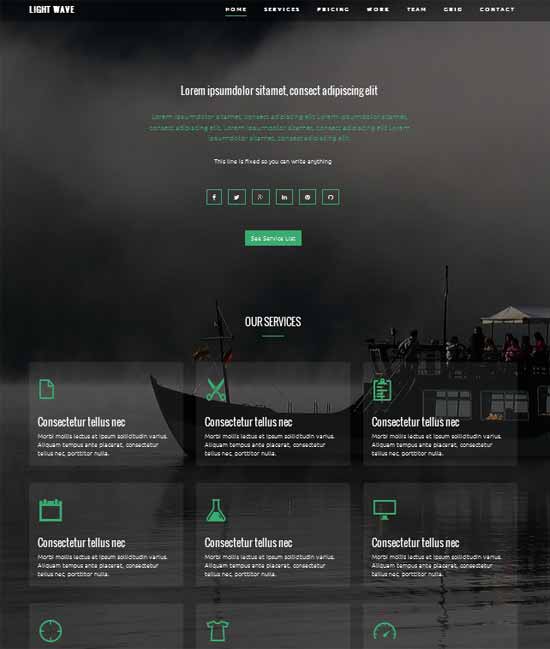 LIGHT WAVE
HOME SERVICES PRICING WORK TEAM GRID CONTACT
Lorem ipsumdolor sitamet, consect adipiscing elit
Lorem ipsumdolor sitamet, consect adipiscing elit Lorem ipsumdolor sitamet,
consect adipiscing elit, Lorem ipsumdolor sitamet, consect adipiscing elit Lorem
ipsumdolor sitamet, consect adipiscing elit.
This line is fixed so you can write anything
See Service List
OUR SERVICES
Consectetur tellus nec
Morbi mollis lectus et ipsum sollicitudin varius.
Aliquam tempus ante placerat, consectetur
tellus nec, porttitor nulla.
Consectetur tellus nec
Morbi mollis lectus et ipsum sollicitudin varius.
Aliquam tempus ante placerat, consectetur
tellus nec, porttitor nulla.
Consectetur tellus nec
Morbi mollis lectus et ipsum sollicitudin varius.
Aliquam tempus ante placerat, consectetur
tellus nec, porttitor nulla.
Consectetur tellus nec
Morbi mollis lectus et ipsum sollicitudin varius.
Aliquam tempus ante placerat, consectetur
tellus nec, porttitor nulla.
Consectetur tellus nec
Morbi mollis lectus et ipsum sollicitudin varius.
Aliquam tempus ante placerat, consectetur
tellus nec, porttitor nulla.
Consectetur tellus nec
Morbi mollis lectus et ipsum sollicitudin varius.
Aliquam tempus ante placerat, consectetur
tellus nec, porttitor nulla.